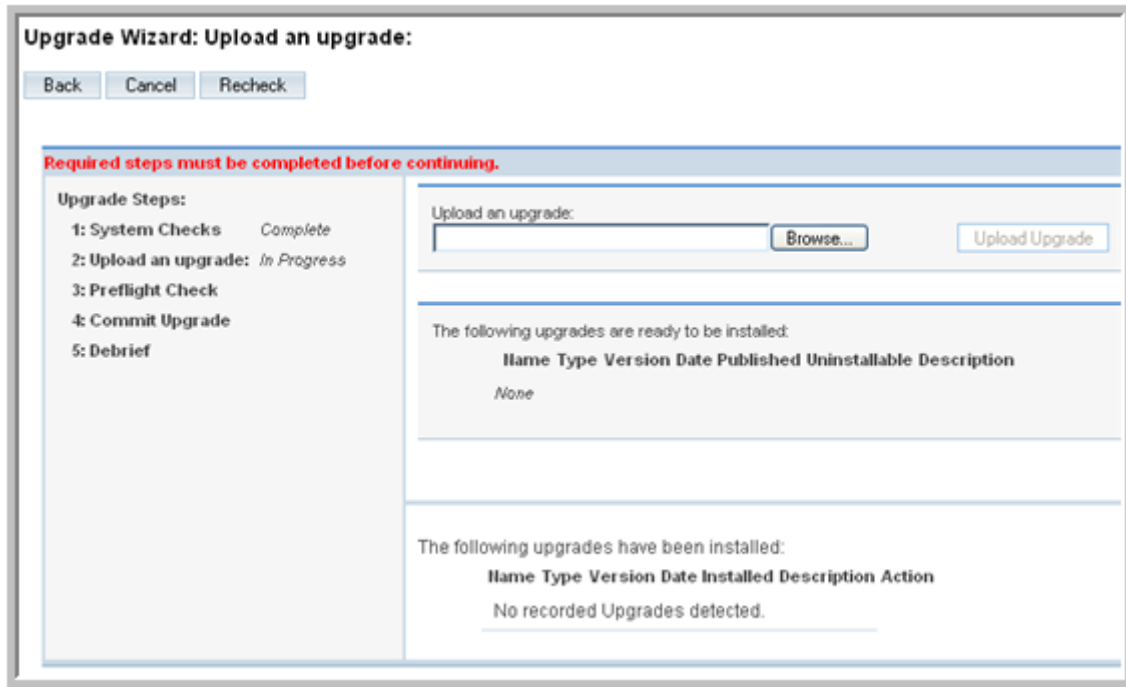 Upgrade Wizard: Upload an upgrade:
Back Cancel Recheck
Required steps must be completed before continuing.
Upgrade Steps:
1: System Checks Complete
2: Upload an upgrade: In Progress
3: Preflight Check
4: Commit Upgrade
5: Debrief
Upload an upgrade:
Browse... Upload Upgrade
The following upgrades are ready to be installed:
Name Type Version Date Published Uninstallable Description
None
The following upgrades have been installed:
Name Type Version Date Installed Description Action
No recorded Upgrades detected.